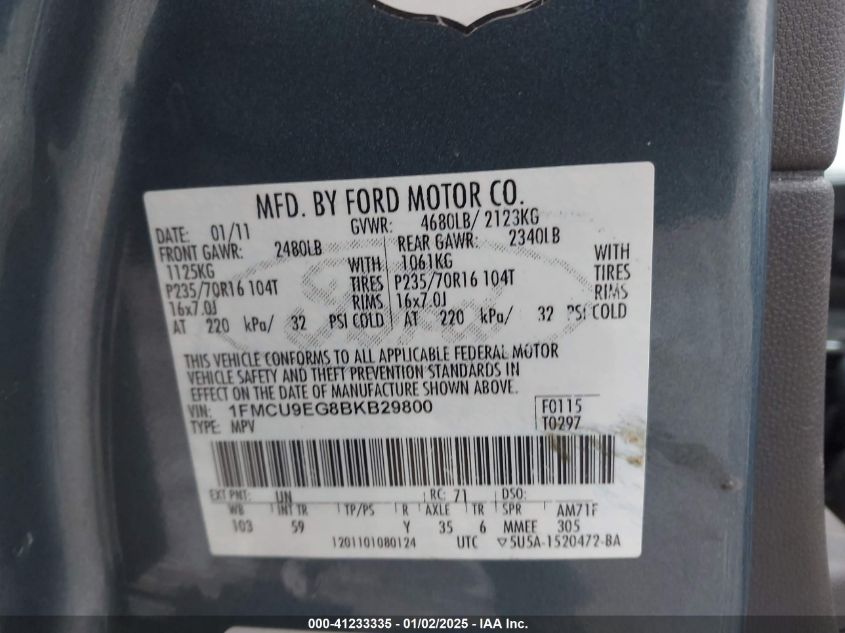 MFD. BY FORD MOTOR CO.
DATE: 01/11 GVWR: 4680LB/ 2123KG
FRONT GAWR: 2480LB REAR GAWR: 2340LB
1125KG WITH 1061KG WITH
P235/70R16 104T TIRES P235/70R16 104T TIRES
16x7.0J RIMS 16x7.0J RIMS
AT 220 kPa/ 32 PSI COLD AT 220 kPa/ 32 PSI COLD
THIS VEHICLE CONFORMS TO ALL APPLICABLE FEDERAL MOTOR
VEHICLE SAFETY AND THEFT PREVENTION STANDARDS IN
EFFECT ON THE DATE OF MANUFACTURE SHOWN ABOVE.
VIN: 1FMCU9EG8BKB29800 F0115
TYPE: MPV T0297
EXT PNT: UN RC: 71 DSO:
WB INT TR TP/PS R AXLE TR SPR AM71F
103 59 Y 35 6 MMEE 305
1201101080124 UTC ▽5U5A-1520472-BA
000-41233335 - 01/02/2025 - IAA Inc.